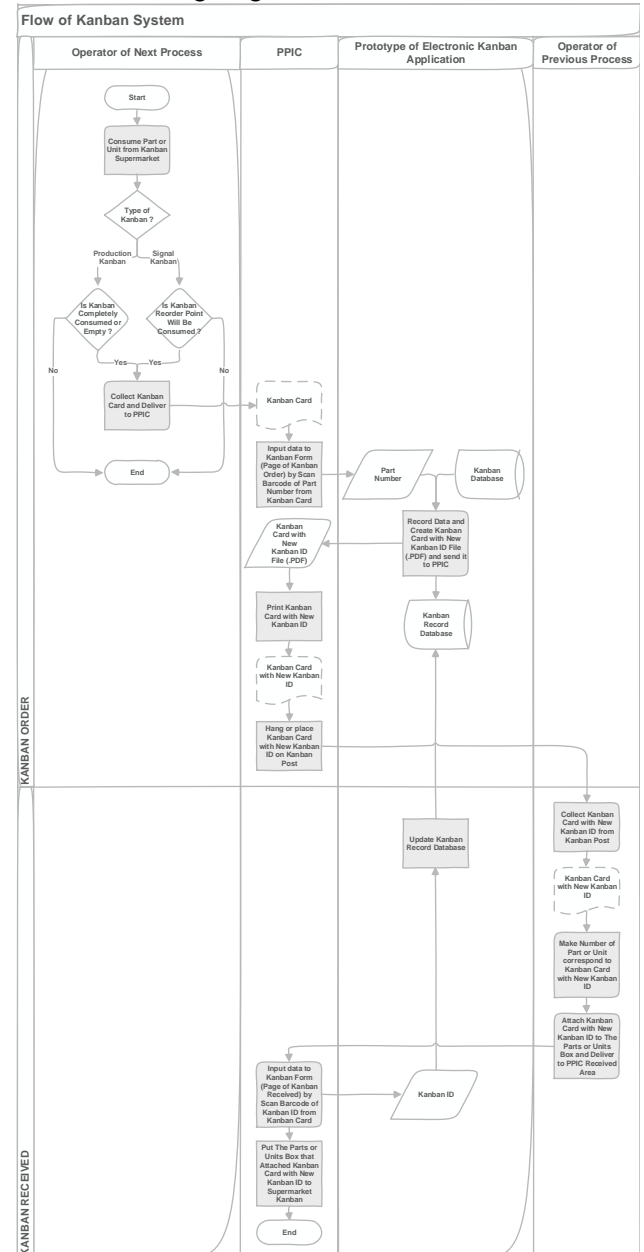 Flow of Kanban System
Operator of Next Process
PPIC
Prototype of Electronic Kanban
Application
Operator of
Previous Process
KANBAN ORDER
Start
Consume Part or
Unit from Kanban
Supermarket
Type of
Kanban ?
Production
Kanban
Signal
Kanban
Is Kanban
Completely
Consumed or
Empty ?
Is Kanban
Reorder Point
Will Be
Consumed ?
No
Yes
Yes
No
Collect Kanban
Card and Deliver
to PPIC
End
Kanban Card
Input data to
Kanban Form
(Page of Kanban
Order) by Scan
Barcode of Part
Number from
Kanban Card
Part
Number
Kanban
Database
Record Data and
Create Kanban
Card with New
Kanban ID File
(.PDF) and send it
to PPIC
Kanban
Card with
New
Kanban ID
File (.PDF)
Kanban
Record
Database
Print Kanban
Card with New
Kanban ID
Kanban Card
with New Kanban
ID
Hang or place
Kanban Card
with New Kanban
ID on Kanban
Post
KANBAN RECEIVED
Collect Kanban
Card with New
Kanban ID from
Kanban Post
Update Kanban
Record Database
Kanban Card
with New Kanban
ID
Make Number of
Part or Unit
correspond to
Kanban Card
with New Kanban
ID
Attach Kanban
Card with New
Kanban ID to The
Parts or Units
Box and Deliver
to PPIC Received
Area
Input data to
Kanban Form
(Page of Kanban
Received) by
Scan Barcode of
Kanban ID from
Kanban Card
Kanban ID
Put The Parts or
Units Box that
Attached Kanban
Card with New
Kanban ID to
Supermarket
Kanban
End